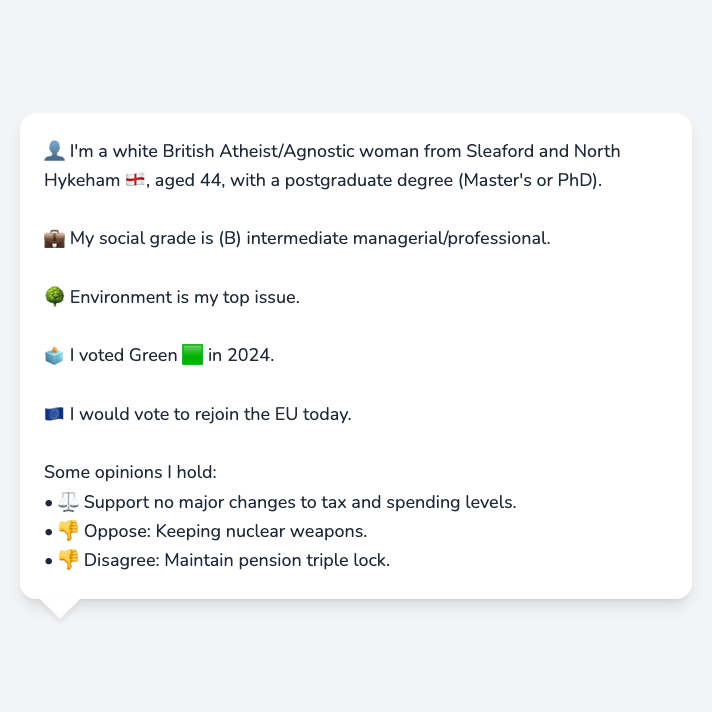 👤 I'm a white British Atheist/Agnostic woman from Sleaford and North
Hykeham 🏴󠁧󠁢󠁥󠁮󠁧󠁿, aged 44, with a postgraduate degree (Master's or PhD).
💼 My social grade is (B) intermediate managerial/professional.
🌳 Environment is my top issue.
🗳️ I voted Green 🟩 in 2024.
🇪🇺 I would vote to rejoin the EU today.
Some opinions I hold:
• ⚖️ Support no major changes to tax and spending levels.
• 👎 Oppose: Keeping nuclear weapons.
• 👎 Disagree: Maintain pension triple lock.